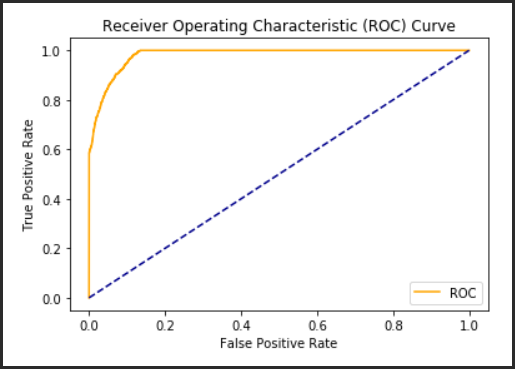 Receiver Operating Characteristic (ROC) Curve
1.0
0.8
0.6
0.4
0.2
0.0
True Positive Rate
ROC
0.0 0.2 0.4 0.6 0.8 1.0
False Positive Rate